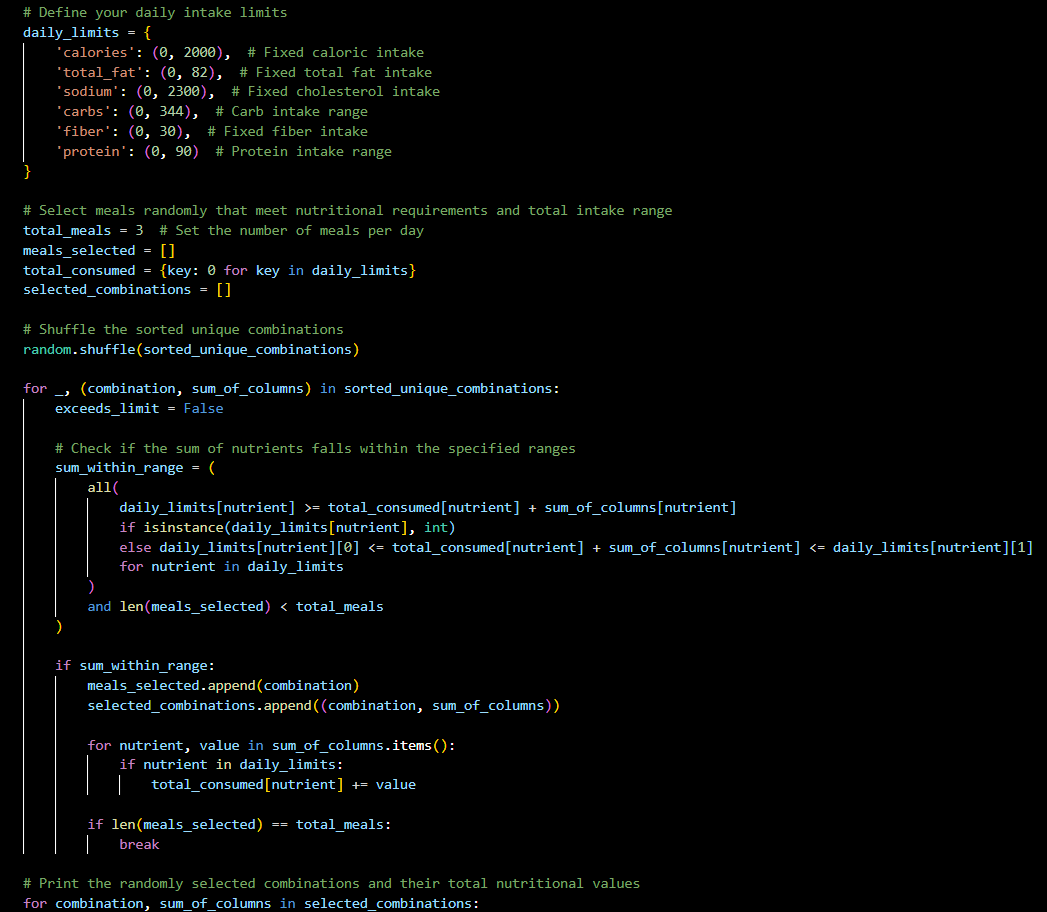 # Define your daily intake limits
daily_limits = {
    'calories': (0, 2000),  # Fixed caloric intake
    'total_fat': (0, 82),  # Fixed total fat intake
    'sodium': (0, 2300),  # Fixed cholesterol intake
    'carbs': (0, 344),  # Carb intake range
    'fiber': (0, 30),  # Fixed fiber intake
    'protein': (0, 90)  # Protein intake range
}

# Select meals randomly that meet nutritional requirements and total intake range
total_meals = 3  # Set the number of meals per day
meals_selected = []
total_consumed = {key: 0 for key in daily_limits}
selected_combinations = []

# Shuffle the sorted unique combinations
random.shuffle(sorted_unique_combinations)

for _, (combination, sum_of_columns) in sorted_unique_combinations:
    exceeds_limit = False

    # Check if the sum of nutrients falls within the specified ranges
    sum_within_range = (
        all(
            daily_limits[nutrient] >= total_consumed[nutrient] + sum_of_columns[nutrient]
            if isinstance(daily_limits[nutrient], int)
            else daily_limits[nutrient][0] <= total_consumed[nutrient] + sum_of_columns[nutrient] <= daily_limits[nutrient][1]
            for nutrient in daily_limits
        )
        and len(meals_selected) < total_meals
    )

    if sum_within_range:
        meals_selected.append(combination)
        selected_combinations.append((combination, sum_of_columns))

        for nutrient, value in sum_of_columns.items():
            if nutrient in daily_limits:
                total_consumed[nutrient] += value

        if len(meals_selected) == total_meals:
            break

# Print the randomly selected combinations and their total nutritional values
for combination, sum_of_columns in selected_combinations: